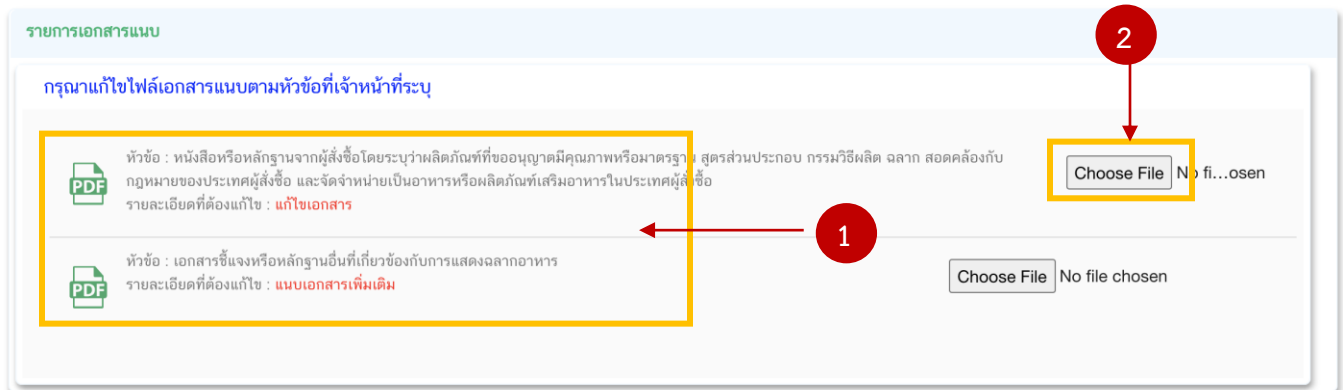 รายการเอกสารแนบ
2
กรุณาแก้ไขไฟล์เอกสารแนบตามหัวข้อที่เจ้าหน้าที่ระบุ
PDF
หัวข้อ : หนังสือหรือหลักฐานจากผู้สั่งซื้อโดยระบุว่าผลิตภัณฑ์ที่ขออนุญาตมีคุณภาพหรือมาตรฐาน สูตรส่วนประกอบ กรรมวิธีผลิต ฉลาก สอดคล้องกับ
กฎหมายของประเทศผู้สั่งซื้อ และจัดจำหน่ายเป็นอาหารหรือผลิตภัณฑ์เสริมอาหารในประเทศผู้สั่งซื้อ
รายละเอียดที่ต้องแก้ไข : แก้ไขเอกสาร
Choose File No fi...osen
1
PDF
หัวข้อ : เอกสารชี้แจงหรือหลักฐานอื่นที่เกี่ยวข้องกับการแสดงฉลากอาหาร
รายละเอียดที่ต้องแก้ไข : แนบเอกสารเพิ่มเติม
Choose File No file chosen